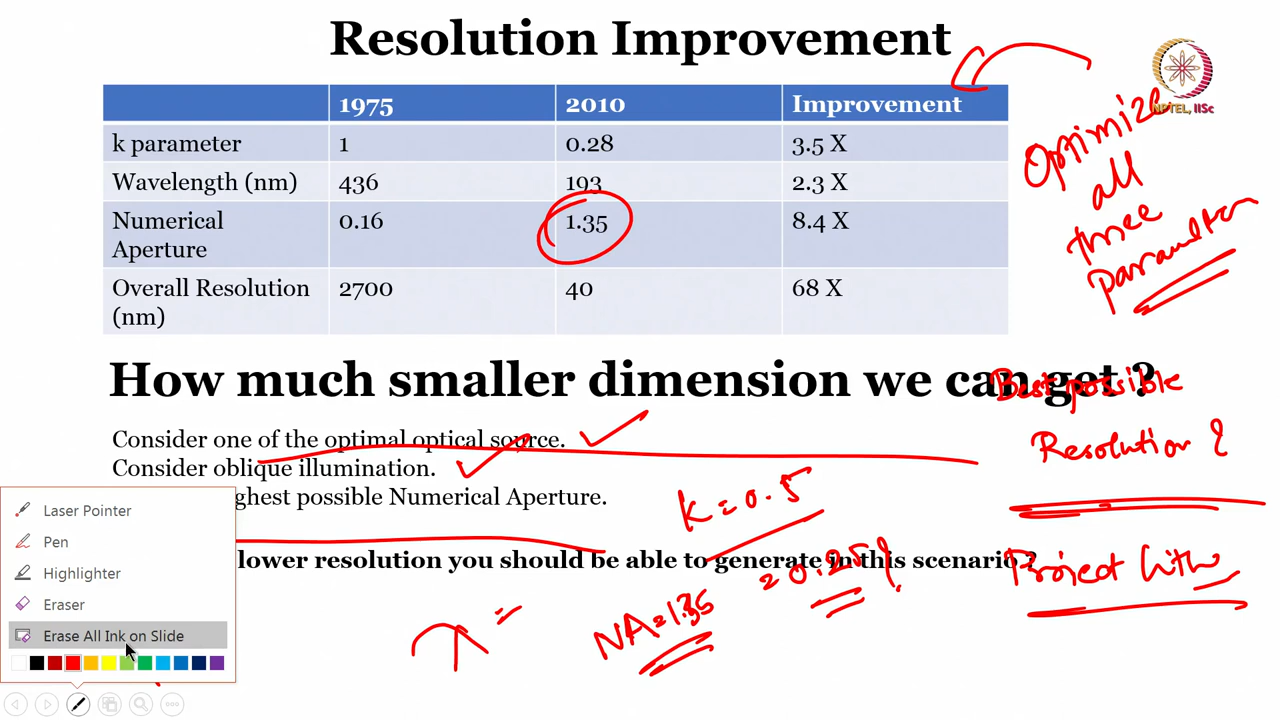 Resolution Improvement
NPTEL, IISc
1975 2010 Improvement
k parameter 1 0.28 3.5 X
Wavelength (nm) 436 193 2.3 X
Numerical Aperture 0.16 1.35 8.4 X
Overall Resolution (nm) 2700 40 68 X
Optimize
all
three
parameters
How much smaller dimension we can get ?
Best possible
Resolution ?
Consider one of the optimal optical source.
Consider oblique illumination.
ghest possible Numerical Aperture.
k = 0.5
lower resolution you should be able to generate in this scenario ?
= 0.25 ?
Project Litho
NA = 1.35
λ =
Laser Pointer
Pen
Highlighter
Eraser
Erase All Ink on Slide